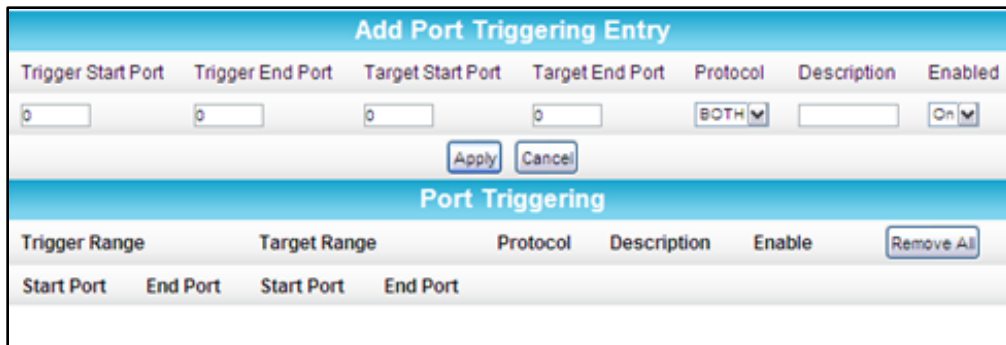 Add Port Triggering Entry
Trigger Start Port Trigger End Port Target Start Port Target End Port Protocol Description Enabled
0 0 0 0 BOTH On
Apply Cancel
Port Triggering
Trigger Range Target Range Protocol Description Enable Remove All
Start Port End Port Start Port End Port